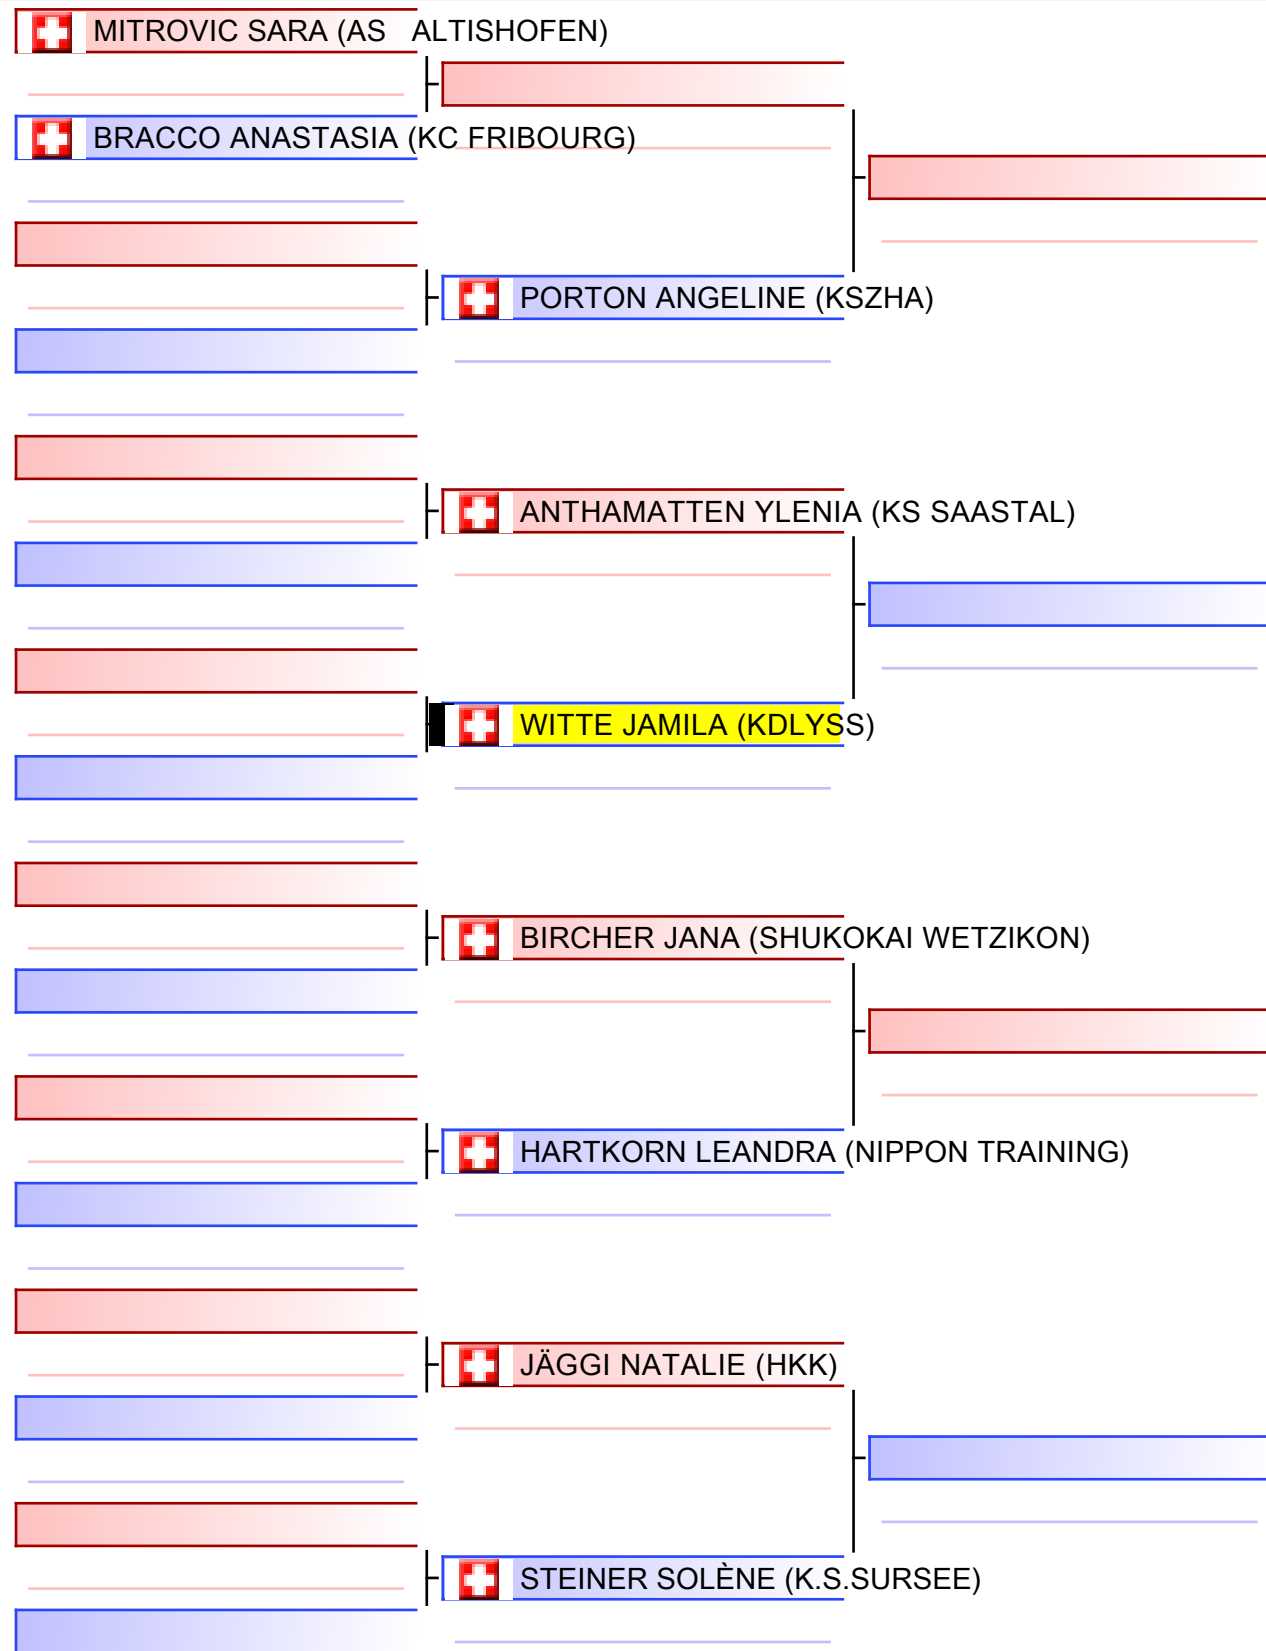 MITROVIC SARA (AS ALTISHOFEN)
BRACCO ANASTASIA (KC FRIBOURG)
PORTON ANGELINE (KSZHA)
ANTHAMATTEN YLENIA (KS SAASTAL)
WITTE JAMILA (KDLYSS)
BIRCHER JANA (SHUKOKAI WETZIKON)
HARTKORN LEANDRA (NIPPON TRAINING)
JÄGGI NATALIE (HKK)
STEINER SOLÈNE (K.S.SURSEE)